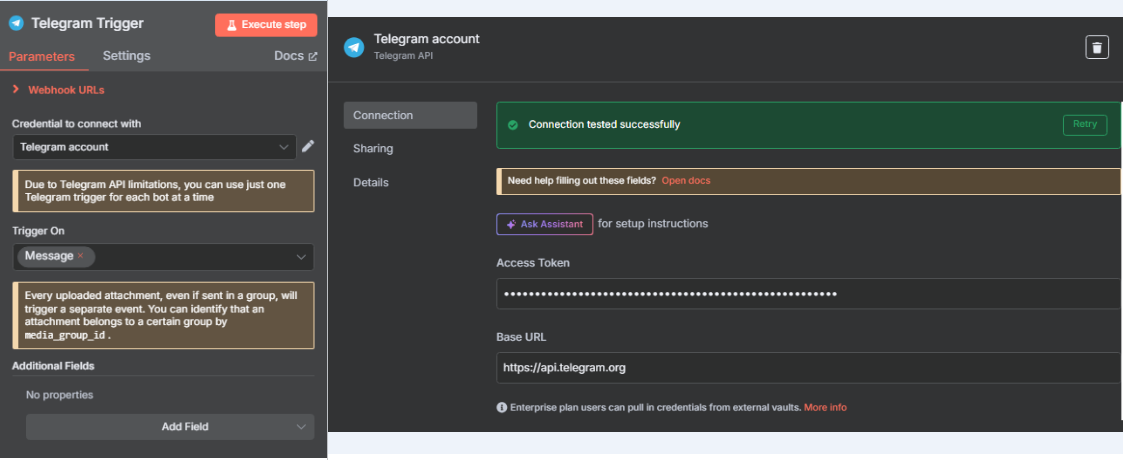 Telegram Trigger
Execute step
Parameters
Settings
Docs
Webhook URLs
Credential to connect with
Telegram account
Due to Telegram API limitations, you can use just one
Telegram trigger for each bot at a time
Trigger On
Message ×
Every uploaded attachment, even if sent in a group, will
trigger a separate event. You can identify that an
attachment belongs to a certain group by
media_group_id .
Additional Fields
No properties
Add Field
Telegram account
Telegram API
Connection
Sharing
Details
Connection tested successfully
Retry
Need help filling out these fields? Open docs
Ask Assistant for setup instructions
Access Token
Base URL
https://api.telegram.org
Enterprise plan users can pull in credentials from external vaults. More info